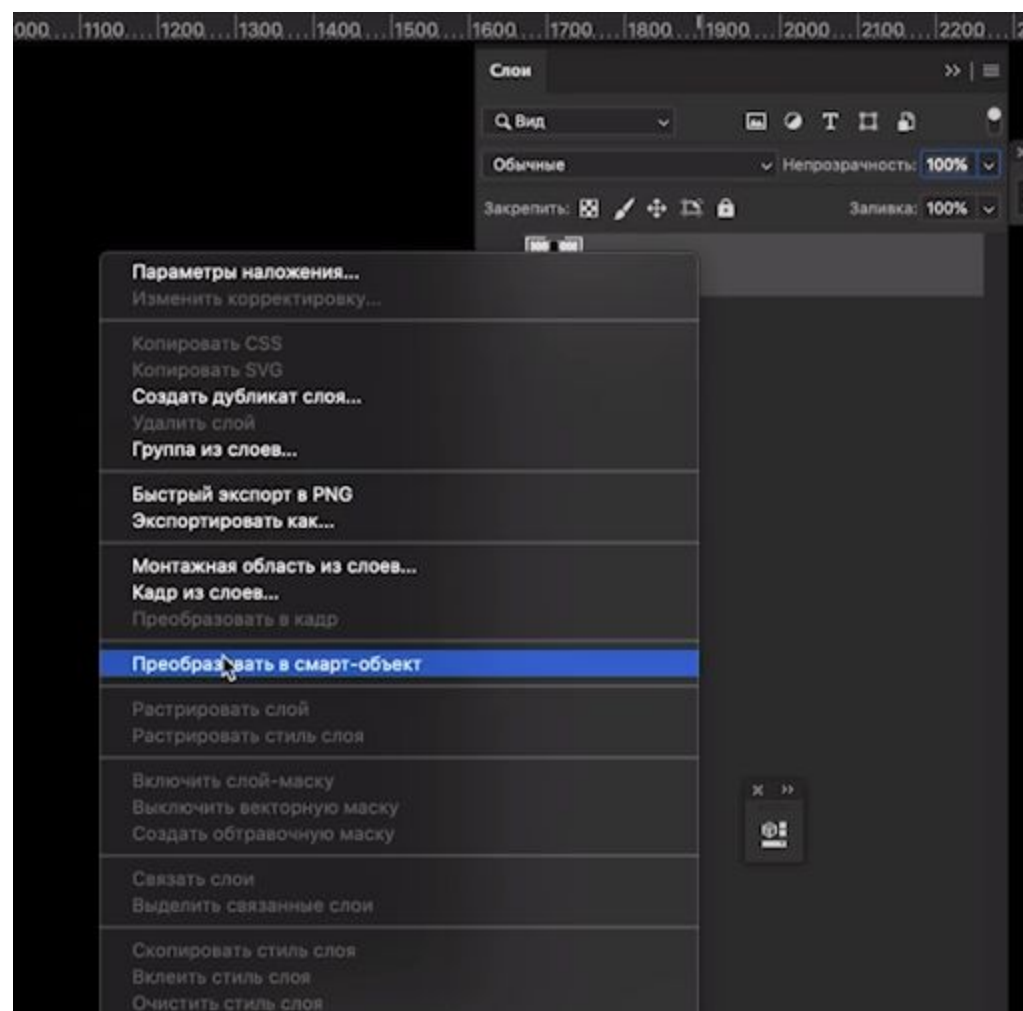 000 1100 1200 1300 1400 1500 1600 1700 1800 1900 2000 2100 2200
Слои
Вид
Обычные Непрозрачность: 100%
Закрепить: Заливка: 100%
Параметры наложения...
Изменить корректировку...
Копировать CSS
Копировать SVG
Создать дубликат слоя...
Удалить слой
Группа из слоев...
Быстрый экспорт в PNG
Экспортировать как...
Монтажная область из слоев...
Кадр из слоев...
Преобразовать в кадр
Преобразовать в смарт-объект
Растрировать слой
Растрировать стиль слоя
Включить слой-маску
Выключить векторную маску
Создать обтравочную маску
Связать слои
Выделить связанные слои
Скопировать стиль слоя
Вклеить стиль слоя
Очистить стиль слоя